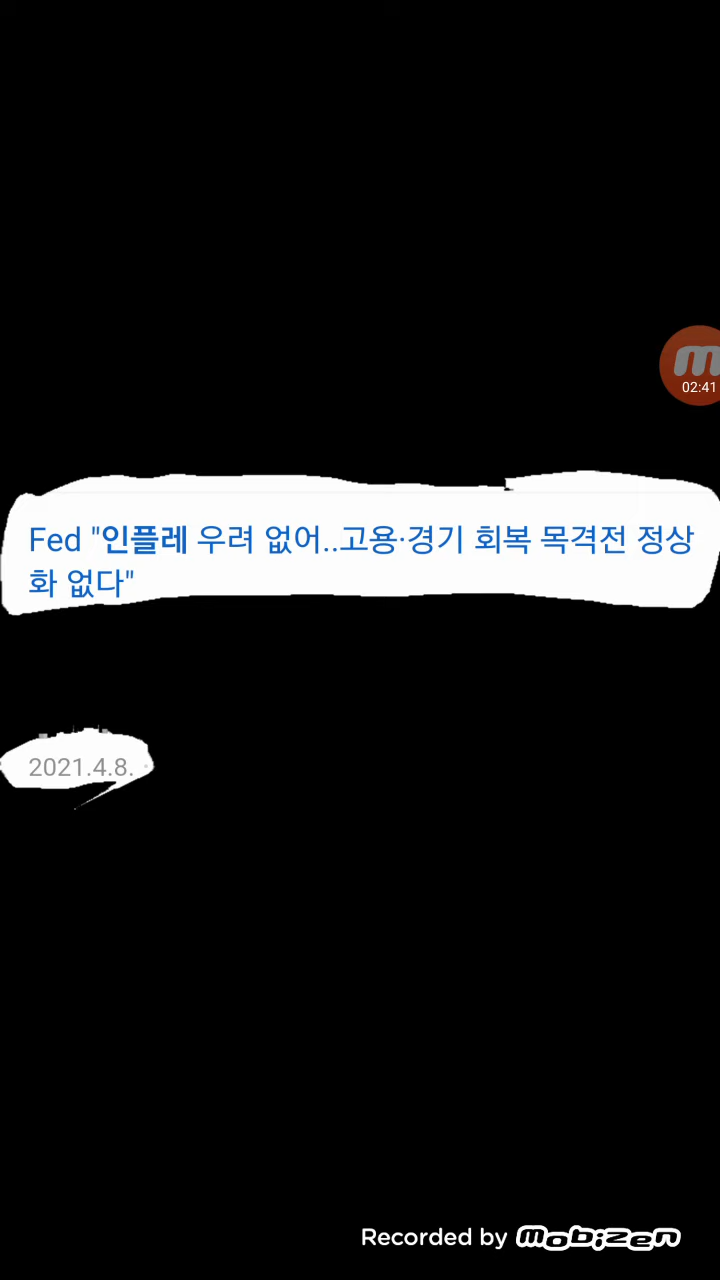 m
02:41
Fed "인플레 우려 없어..고용·경기 회복 목격전 정상
화 없다"
2021.4.8.
Recorded by mobizen